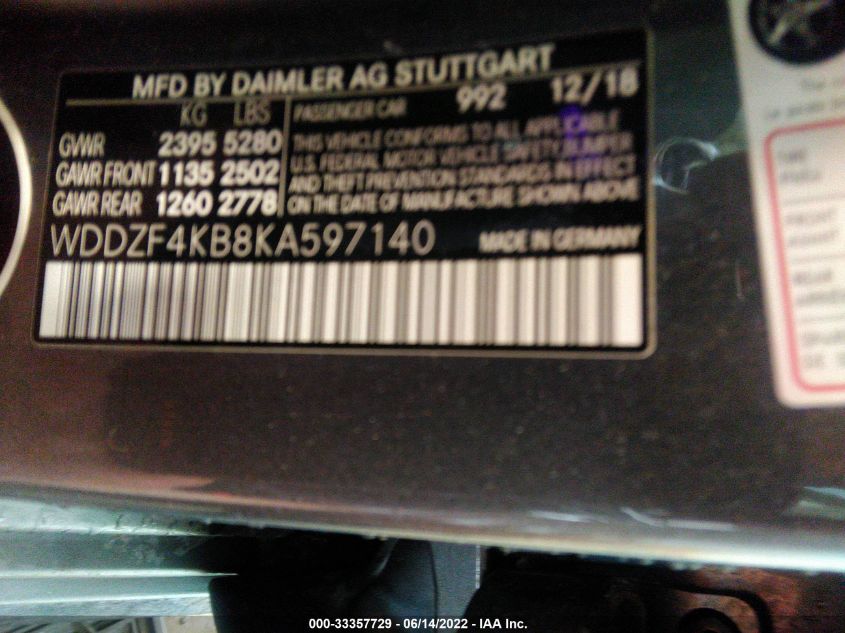 MFD BY DAIMLER AG STUTTGART
KG LBS PASSENGER CAR 992 12/18
GVWR 2395 5280 THIS VEHICLE CONFORMS TO ALL APPLICABLE
GAWR FRONT 1135 2502 U.S. FEDERAL MOTOR VEHICLE SAFETY, BUMPER
AND THEFT PREVENTION STANDARDS IN EFFECT
GAWR REAR 1260 2778 ON THE DATE OF MANUFACTURE SHOWN ABOVE
WDDZF4KB8KA597140 MADE IN GERMANY
TIRE
FRONT
REAR
000-33357729 - 06/14/2022 - IAA Inc.